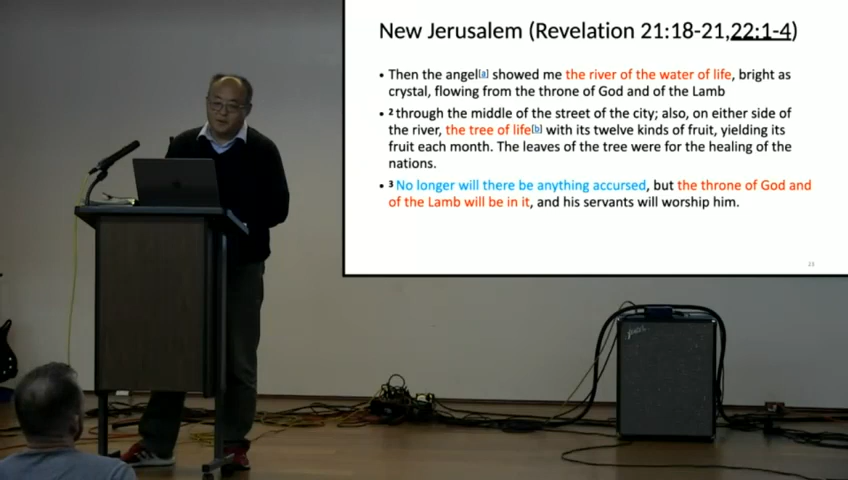 New Jerusalem (Revelation 21:18-21,22:1-4)
• Then the angel[a] showed me the river of the water of life, bright as
crystal, flowing from the throne of God and of the Lamb
• 2 through the middle of the street of the city; also, on either side of
the river, the tree of life[b] with its twelve kinds of fruit, yielding its
fruit each month. The leaves of the tree were for the healing of the
nations.
• 3 No longer will there be anything accursed, but the throne of God and
of the Lamb will be in it, and his servants will worship him.
23